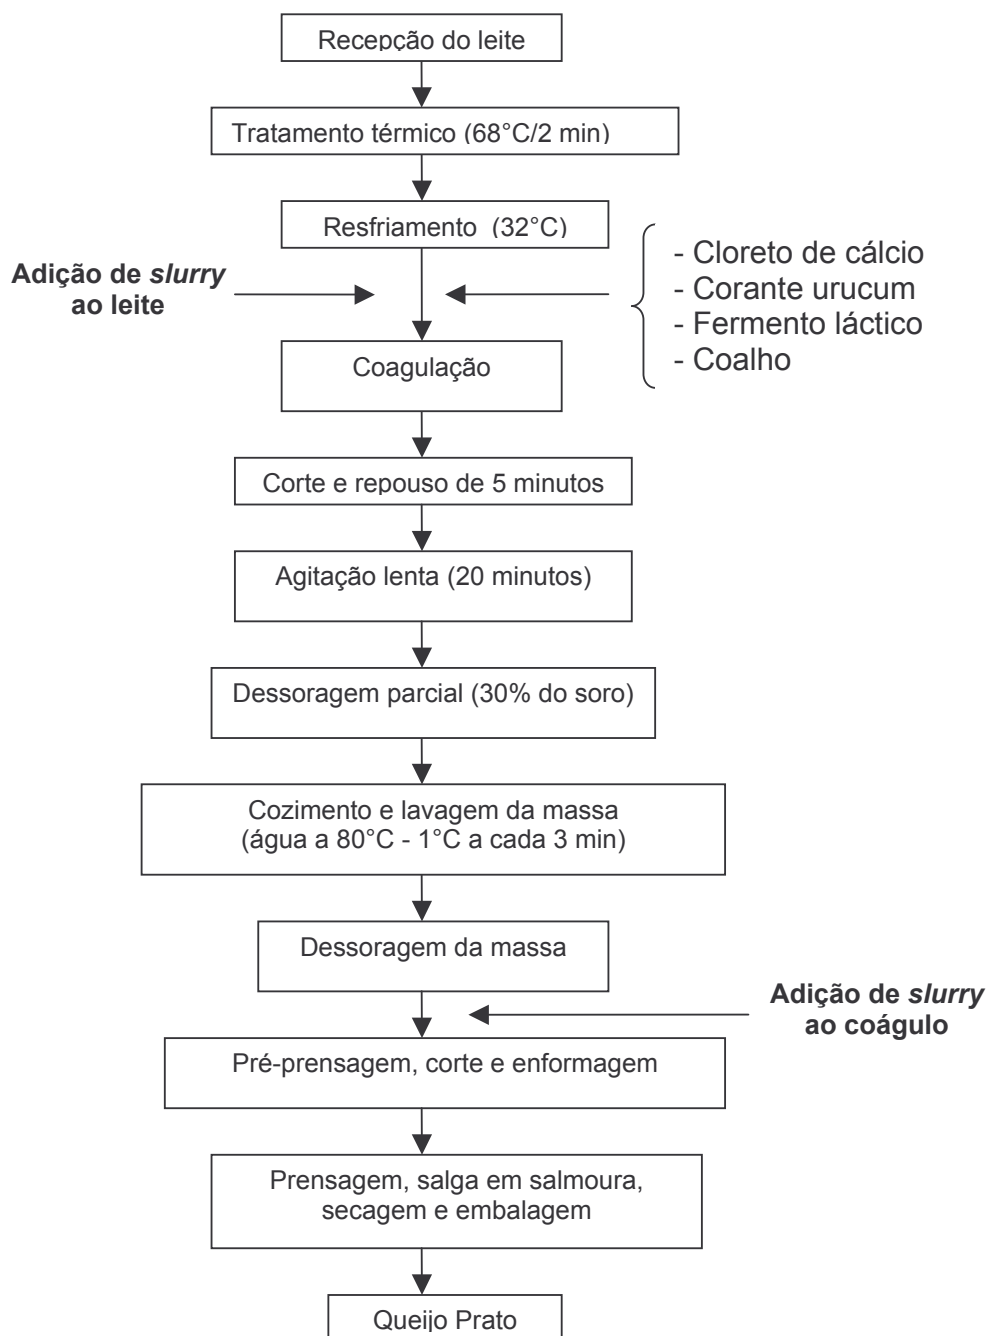 Recepção do leite
Tratamento térmico (68°C/2 min)
Resfriamento (32°C)
Adição de slurry
ao leite
- Cloreto de cálcio
- Corante urucum
- Fermento láctico
- Coalho
Coagulação
Corte e repouso de 5 minutos
Agitação lenta (20 minutos)
Dessoragem parcial (30% do soro)
Cozimento e lavagem da massa
(água a 80°C - 1°C a cada 3 min)
Dessoragem da massa
Adição de slurry
ao coágulo
Pré-prensagem, corte e enformagem
Prensagem, salga em salmoura,
secagem e embalagem
Queijo Prato